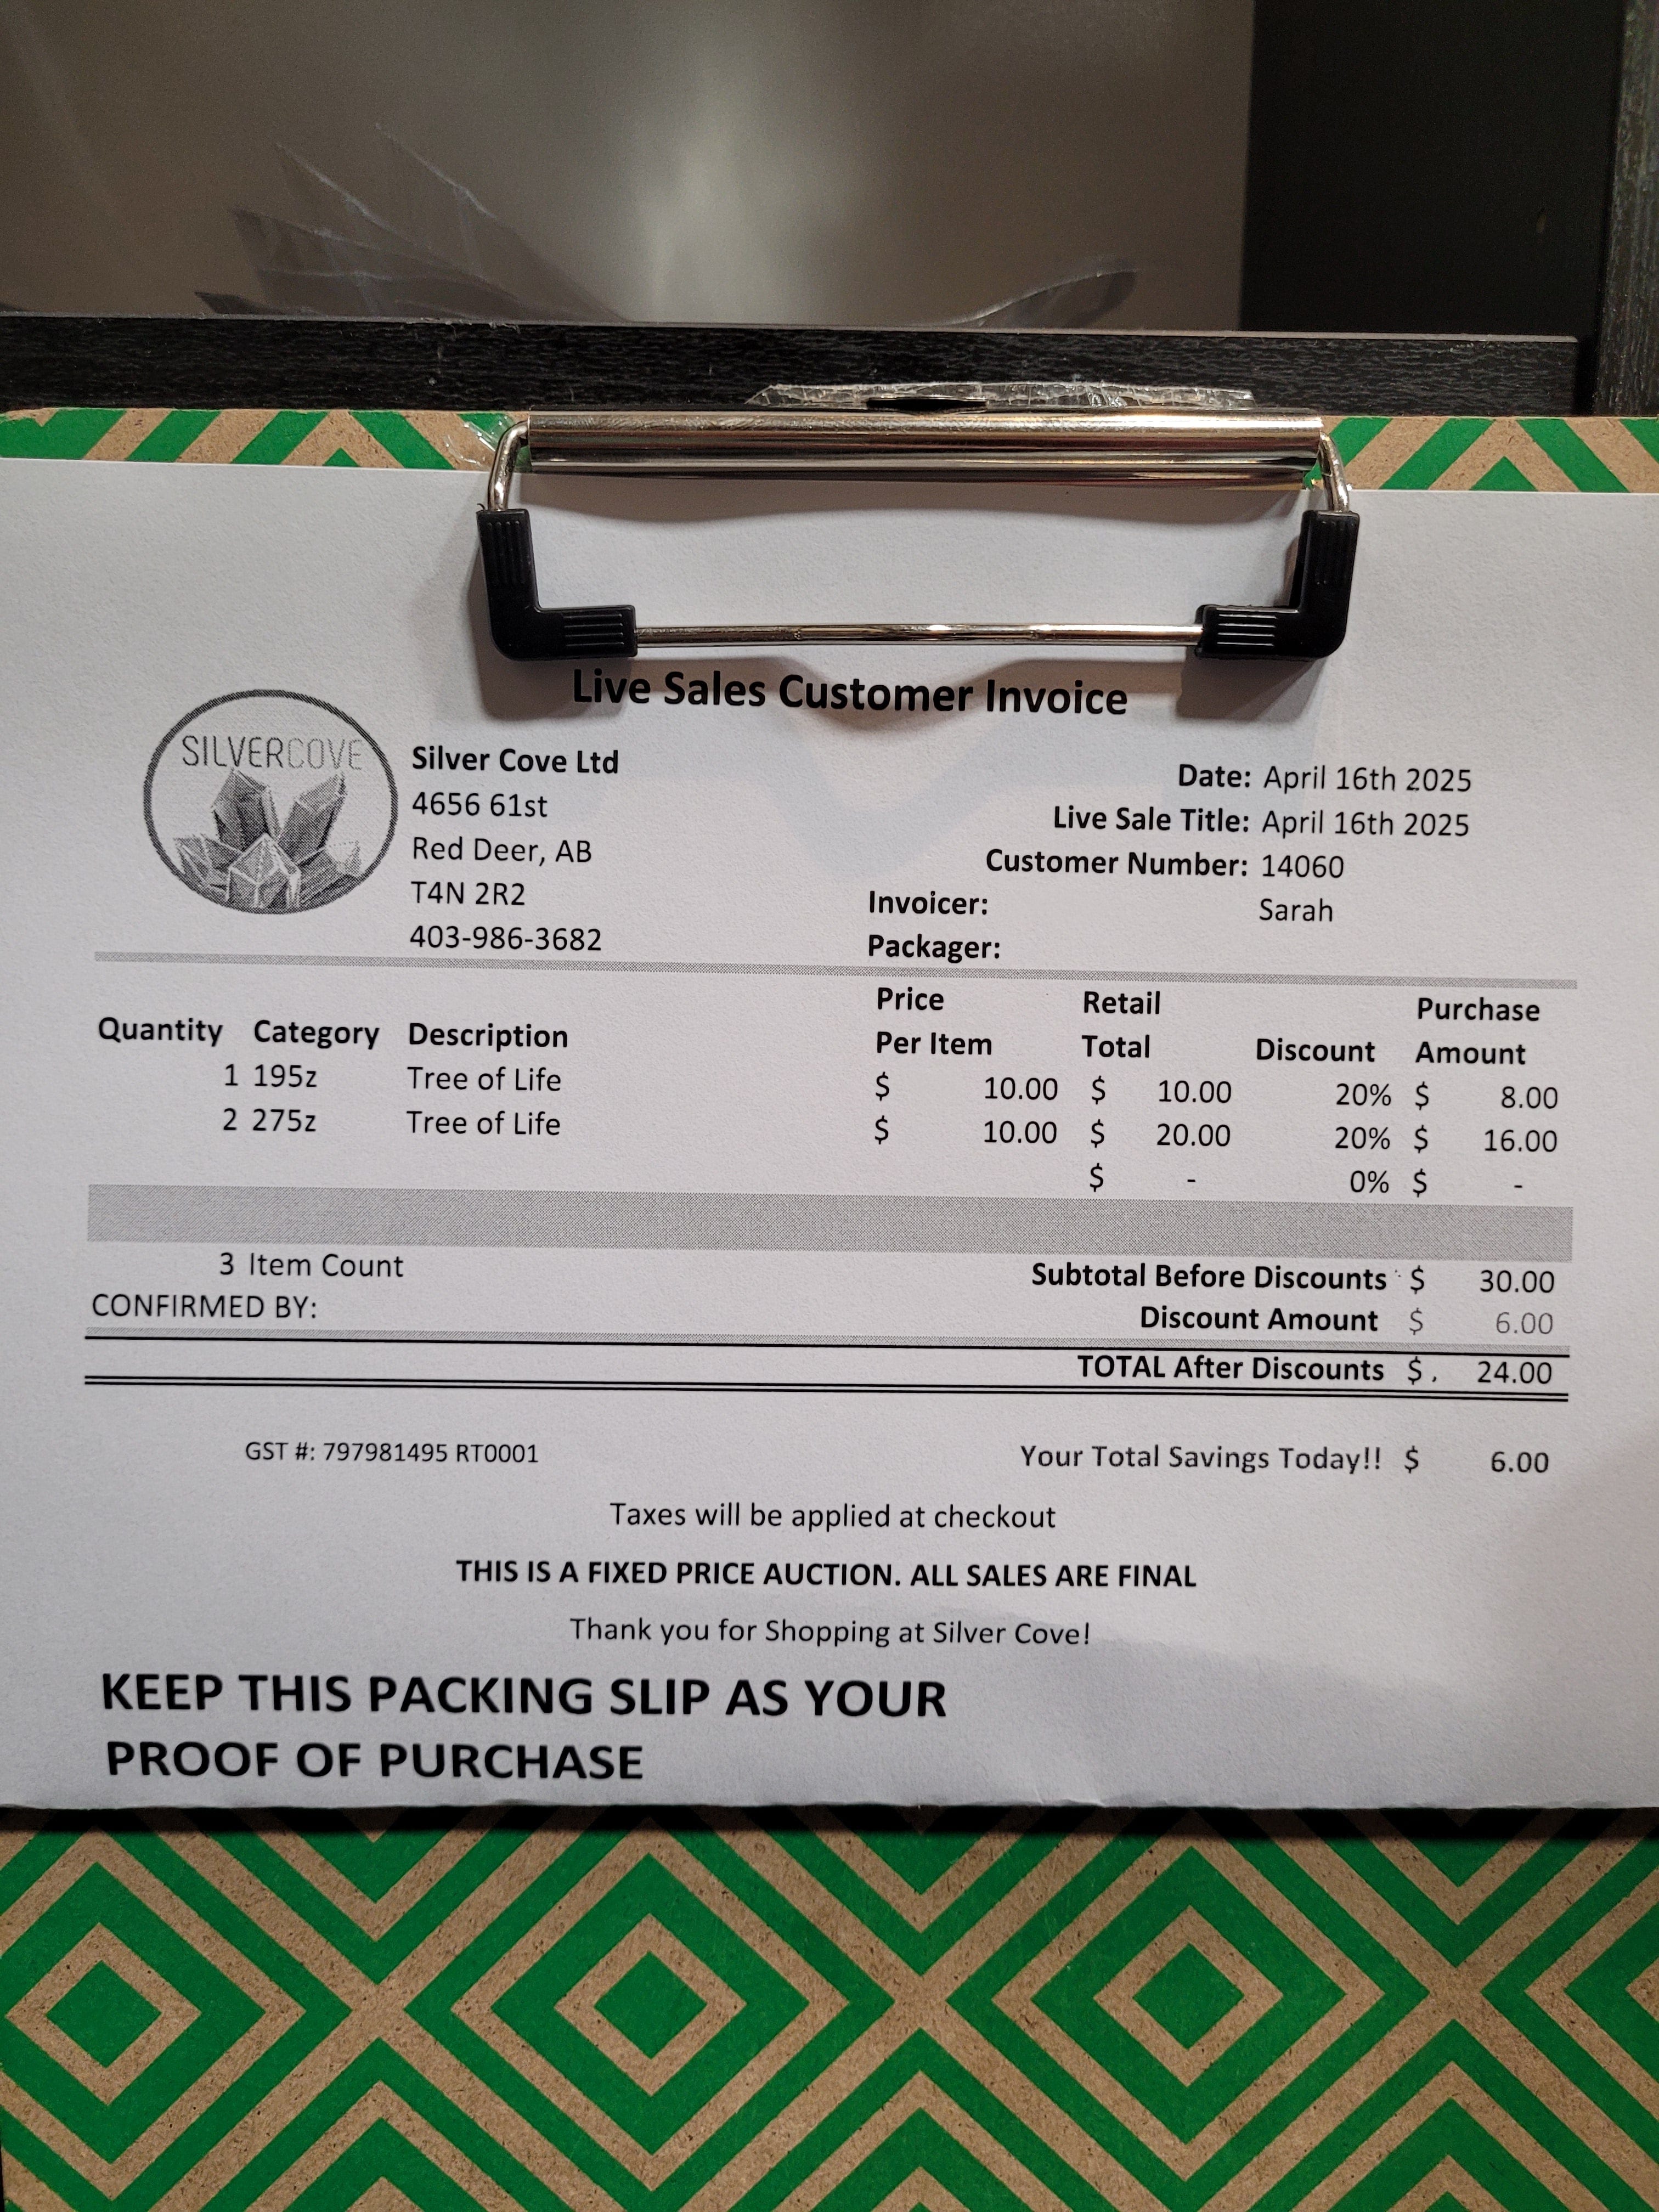 Live Sales Customer Invoice
SILVERCOVE
Silver Cove Ltd
4656 61st
Red Deer, AB
T4N 2R2
403-986-3682
Date: April 16th 2025
Live Sale Title: April 16th 2025
Customer Number: 14060
Invoicer: Sarah
Packager:
Quantity Category Description Price Per Item Retail Total Discount Purchase Amount
1 195z Tree of Life $ 10.00 $ 10.00 20% $ 8.00
2 275z Tree of Life $ 10.00 $ 20.00 20% $ 16.00
$ - 0% $ -
3 Item Count Subtotal Before Discounts $ 30.00
CONFIRMED BY: Discount Amount $ 6.00
TOTAL After Discounts $ 24.00
GST #: 797981495 RT0001 Your Total Savings Today!! $ 6.00
Taxes will be applied at checkout
THIS IS A FIXED PRICE AUCTION. ALL SALES ARE FINAL
Thank you for Shopping at Silver Cove!
KEEP THIS PACKING SLIP AS YOUR
PROOF OF PURCHASE